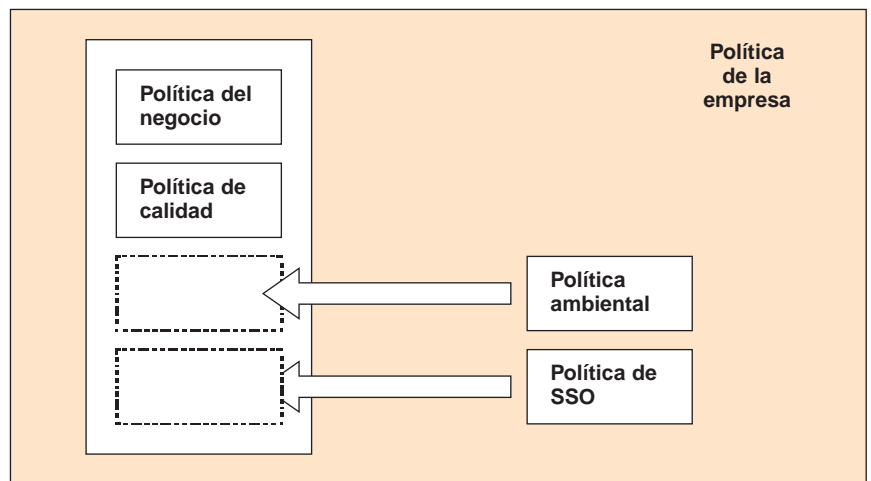 Política
de la
empresa
Política del
negocio
Política de
calidad
Política
ambiental
Política de
SSO